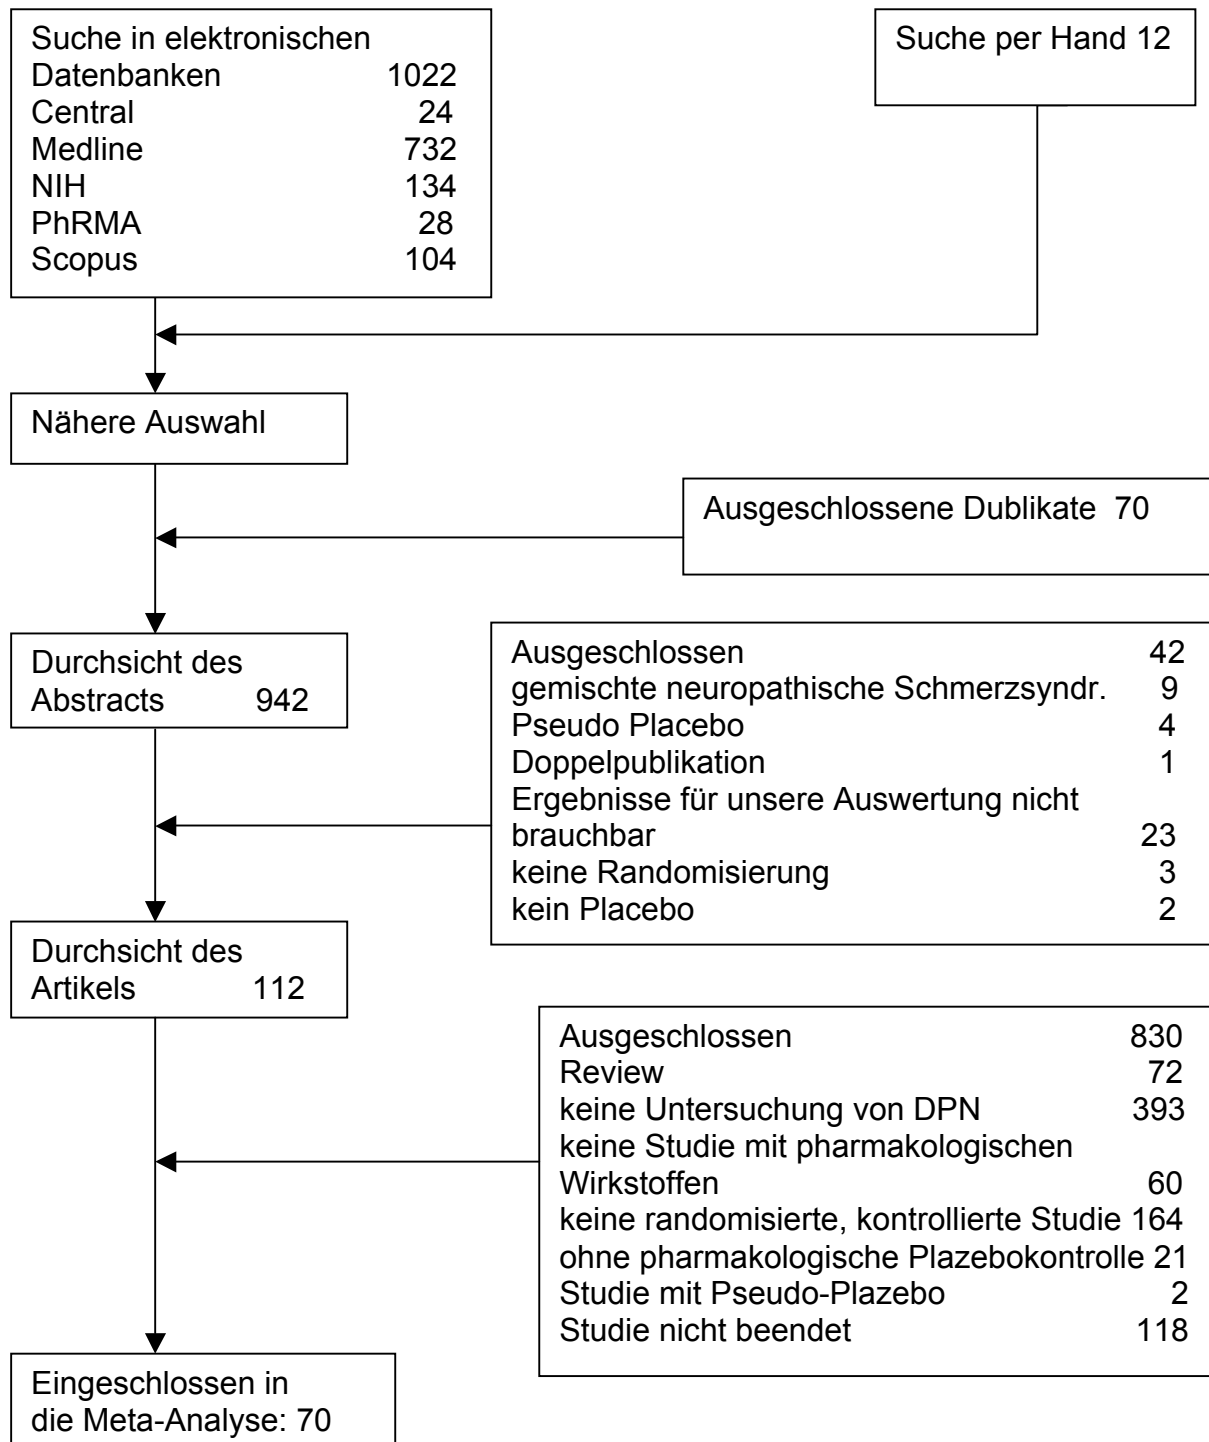 Suche in elektronischen
Datenbanken 1022
Central 24
Medline 732
NIH 134
PhRMA 28
Scopus 104
Suche per Hand 12
Nähere Auswahl
Ausgeschlossene Dublikate 70
Durchsicht des
Abstracts 942
Ausgeschlossen 42
gemischte neuropathische Schmerzsyndr. 9
Pseudo Placebo 4
Doppelpublikation 1
Ergebnisse für unsere Auswertung nicht
brauchbar 23
keine Randomisierung 3
kein Placebo 2
Durchsicht des
Artikels 112
Ausgeschlossen 830
Review 72
keine Untersuchung von DPN 393
keine Studie mit pharmakologischen
Wirkstoffen 60
keine randomisierte, kontrollierte Studie 164
ohne pharmakologische Plazebokontrolle 21
Studie mit Pseudo-Plazebo 2
Studie nicht beendet 118
Eingeschlossen in
die Meta-Analyse: 70